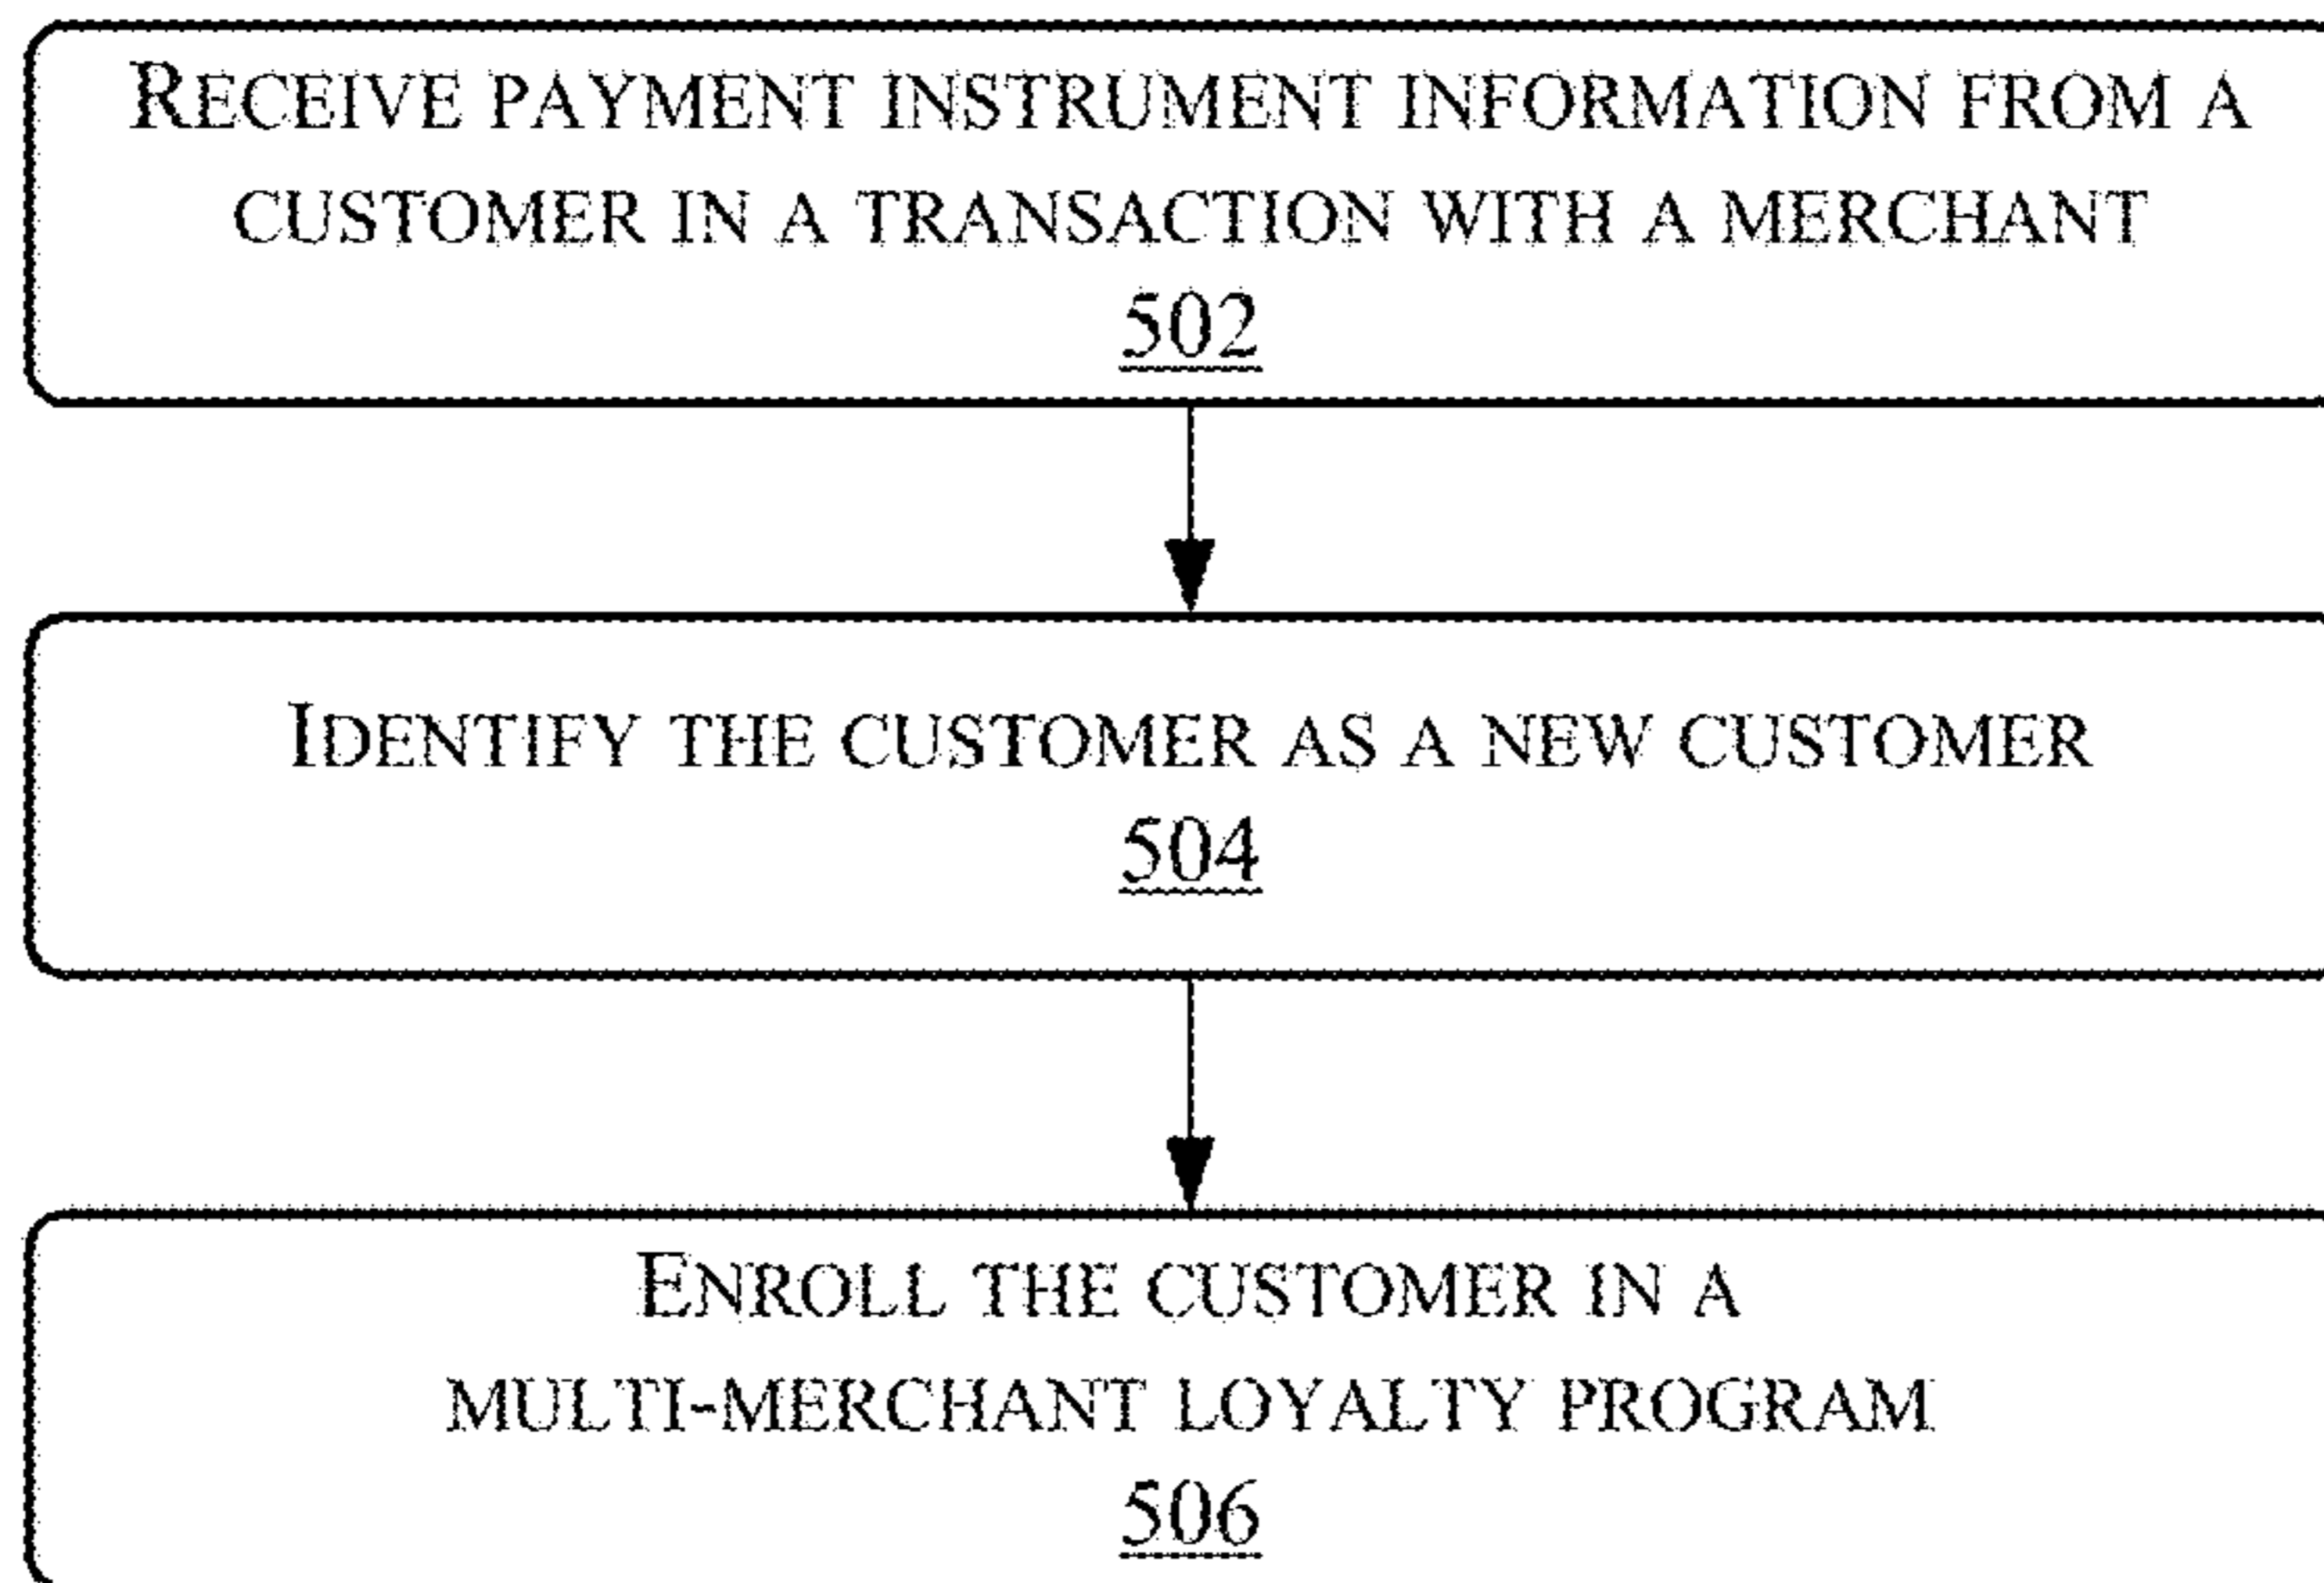 RECEIVE PAYMENT INSTRUMENT INFORMATION FROM A
CUSTOMER IN A TRANSACTION WITH A MERCHANT
502
IDENTIFY THE CUSTOMER AS A NEW CUSTOMER
504
ENROLL THE CUSTOMER IN A
MULTI-MERCHANT LOYALTY PROGRAM
506